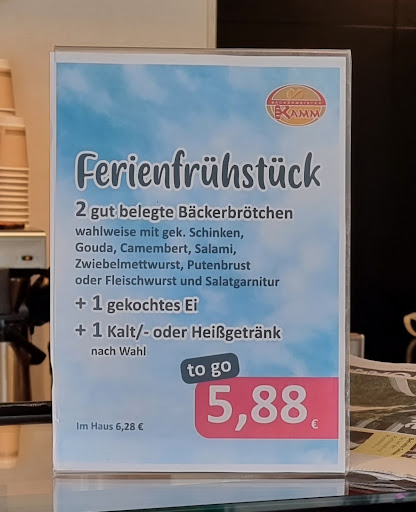 BÄCKERMEISTER
KAMM
Ferienfrühstück
2 gut belegte Bäckerbrötchen
wahlweise mit gek. Schinken,
Gouda, Camembert, Salami,
Zwiebelmettwurst, Putenbrust
oder Fleischwurst und Salatgarnitur
+ 1 gekochtes Ei
+ 1 Kalt/- oder Heißgetränk
nach Wahl
to go
5,88 €
Im Haus 6,28 €